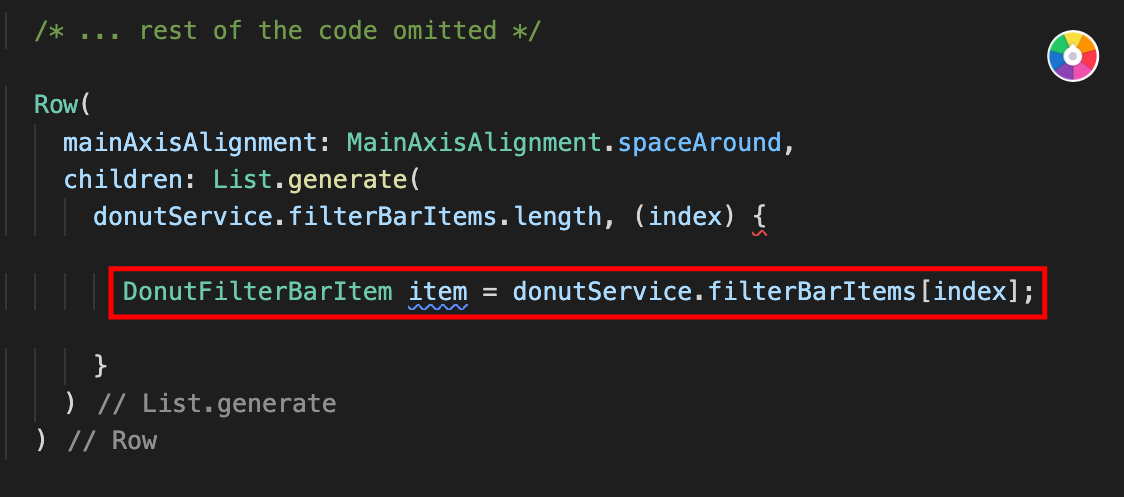 /* ... rest of the code omitted */
Row(
mainAxisAlignment: MainAxisAlignment.spaceAround,
children: List.generate(
donutService.filterBarItems.length, (index) {
DonutFilterBarItem item = donutService.filterBarItems[index];
}
) // List.generate
) // Row